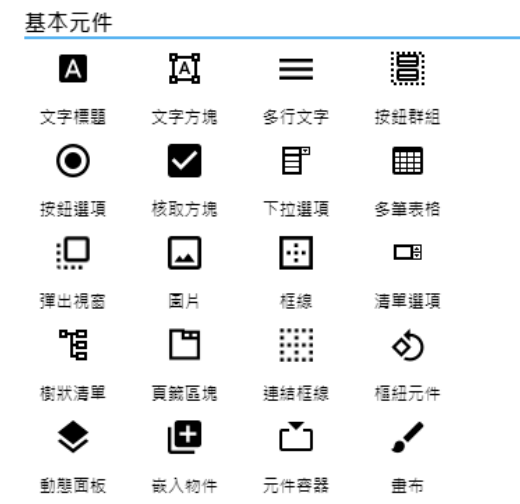 基本元件
A
A
文字標題 文字方塊 多行文字 按鈕群組
按鈕選項 核取方塊 下拉選項 多筆表格
彈出視窗 圖片 框線 清單選項
樹狀清單 頁籤區塊 連結框線 樞紐元件
動態面板 嵌入物件 元件容器 畫布